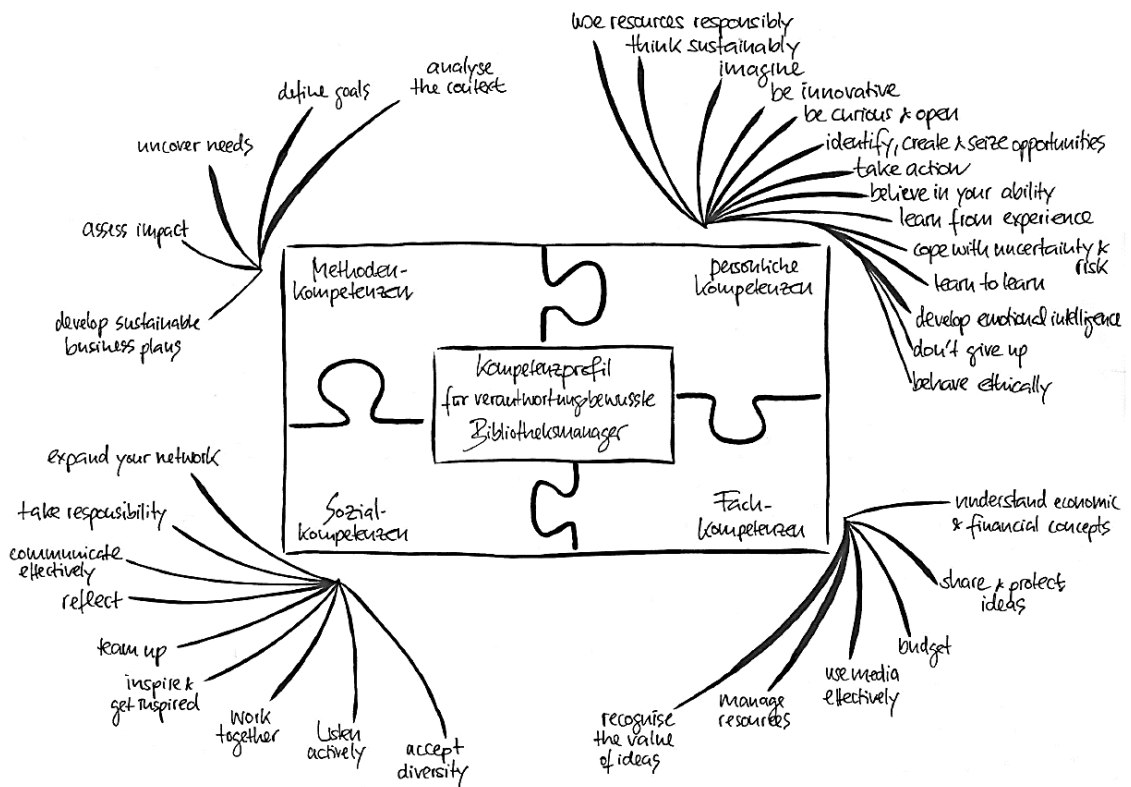 analyse
the context
define goals
uncover needs
assess impact
develop sustainable
business plans
use resources responsibly
think sustainably
imagine
be innovative
be curious & open
identify, create & seize opportunities
take action
believe in your ability
learn from experience
cope with uncertainty &
risk
learn to learn
develop emotional intelligence
don't give up
behave ethically
Methoden-
kompetenzen
persönliche
Kompetenzen
Kompetenzprofil
für verantwortungsbewusste
Bibliotheksmanager
Sozial-
kompetenzen
Fach-
kompetenzen
expand your network
take responsibility
communicate
effectively
reflect
team up
inspire &
get inspired
work
together
Listen
actively
accept
diversity
understand economic
& financial concepts
share & protect
ideas
budget
use media
effectively
manage
resources
recognise
the value
of ideas